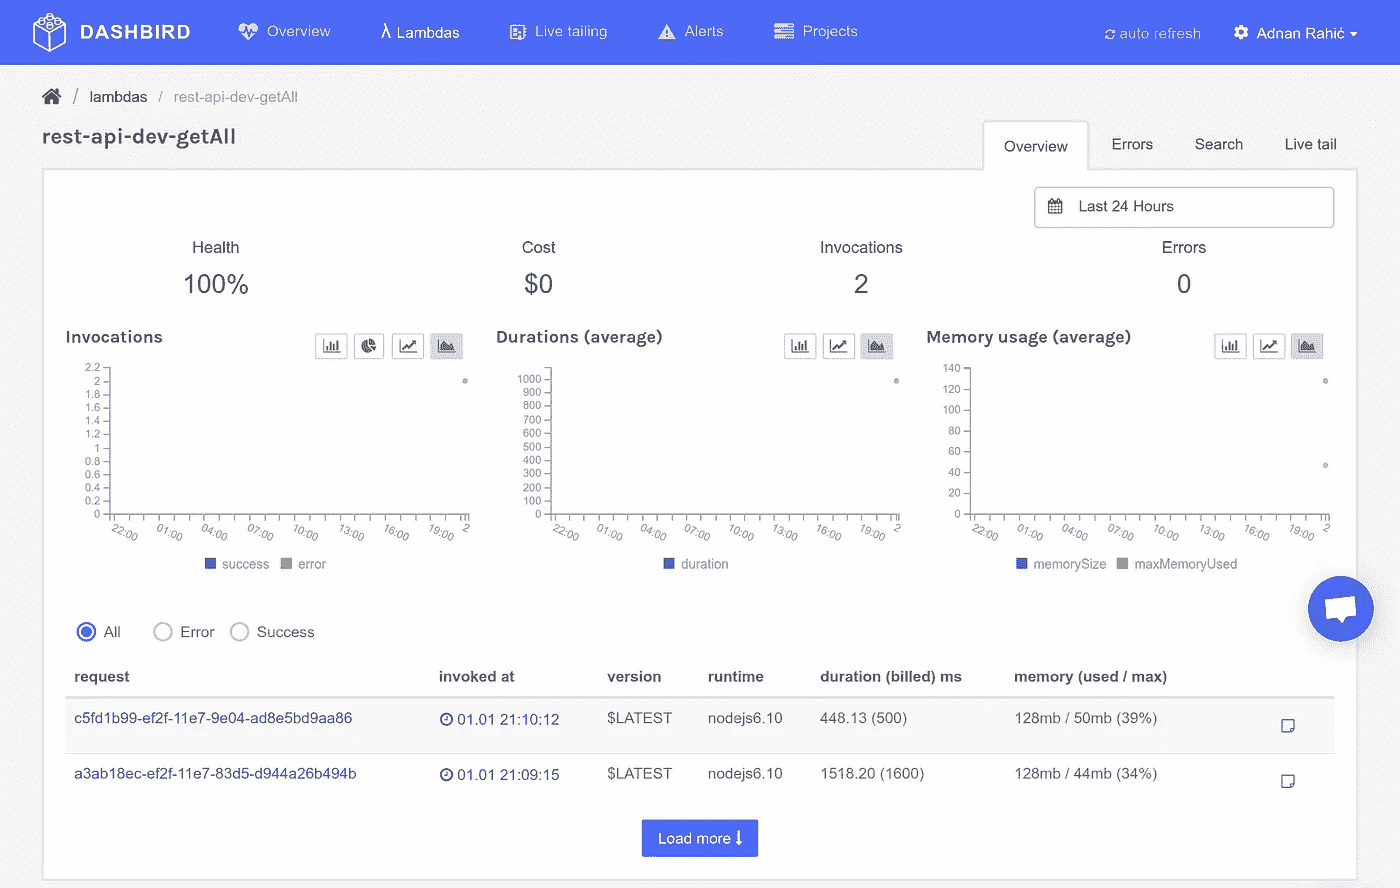 DASHBIRD Overview λ Lambdas Live tailing Alerts Projects auto refresh Adnan Rahić
/ lambdas / rest-api-dev-getAll
rest-api-dev-getAll
Overview Errors Search Live tail
Last 24 Hours
Health Cost Invocations Errors
100% $0 2 0
Invocations
2.2
2
1.8
1.6
1.4
1.2
1
0.8
0.6
0.4
0.2
0
22:00 01:00 04:00 07:00 10:00 13:00 16:00 19:00 2
success error
Durations (average)
1000
900
800
700
600
500
400
300
200
100
0
22:00 01:00 04:00 07:00 10:00 13:00 16:00 19:00 2
duration
Memory usage (average)
140
120
100
80
60
40
20
0
22:00 01:00 04:00 07:00 10:00 13:00 16:00 19:00 2
memorySize maxMemoryUsed
All Error Success
request invoked at version runtime duration (billed) ms memory (used / max)
c5fd1b99-ef2f-11e7-9e04-ad8e5bd9aa86 01.01 21:10:12 $LATEST nodejs6.10 448.13 (500) 128mb / 50mb (39%)
a3ab18ec-ef2f-11e7-83d5-d944a26b494b 01.01 21:09:15 $LATEST nodejs6.10 1518.20 (1600) 128mb / 44mb (34%)
Load more